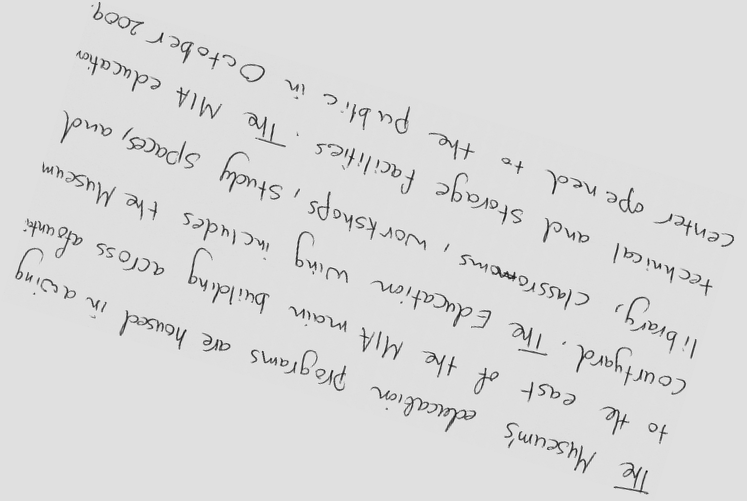 The Museum's education programs are housed in a wing
to the east of the MIA main building across a founta
courtyard. The Education wing includes the Museum
library, classrooms, workshops, study spaces, and
technical and storage facilities. The MIA education
center opened to the public in October 2009.